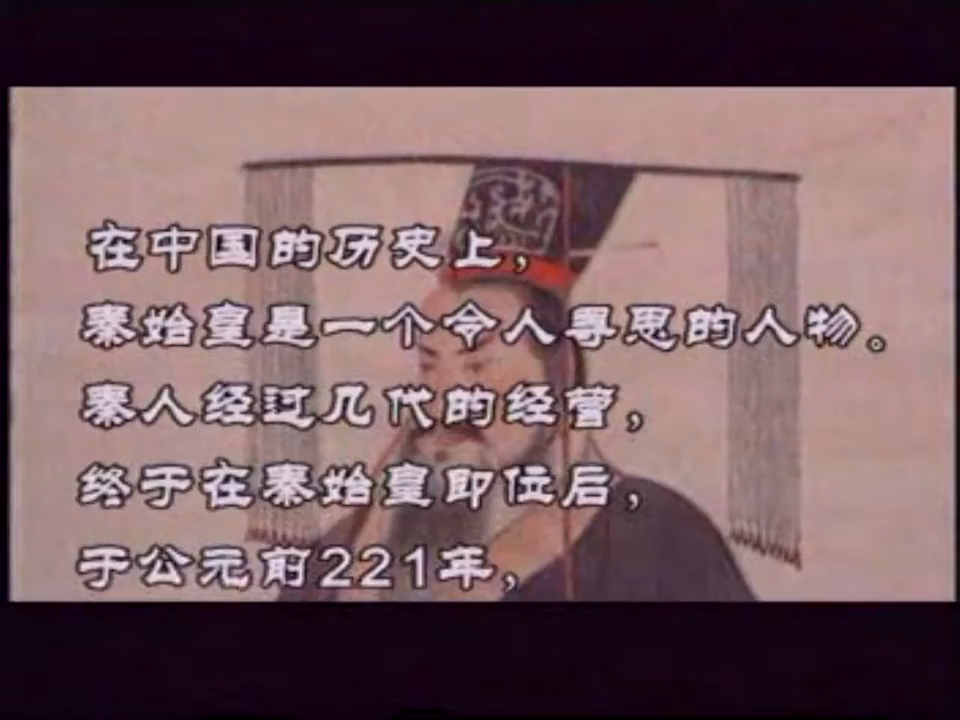 在中国的历史上，
秦始皇是一个令人寻思的人物。
秦人经过几代的经营，
终于在秦始皇即位后，
于公元前221年，